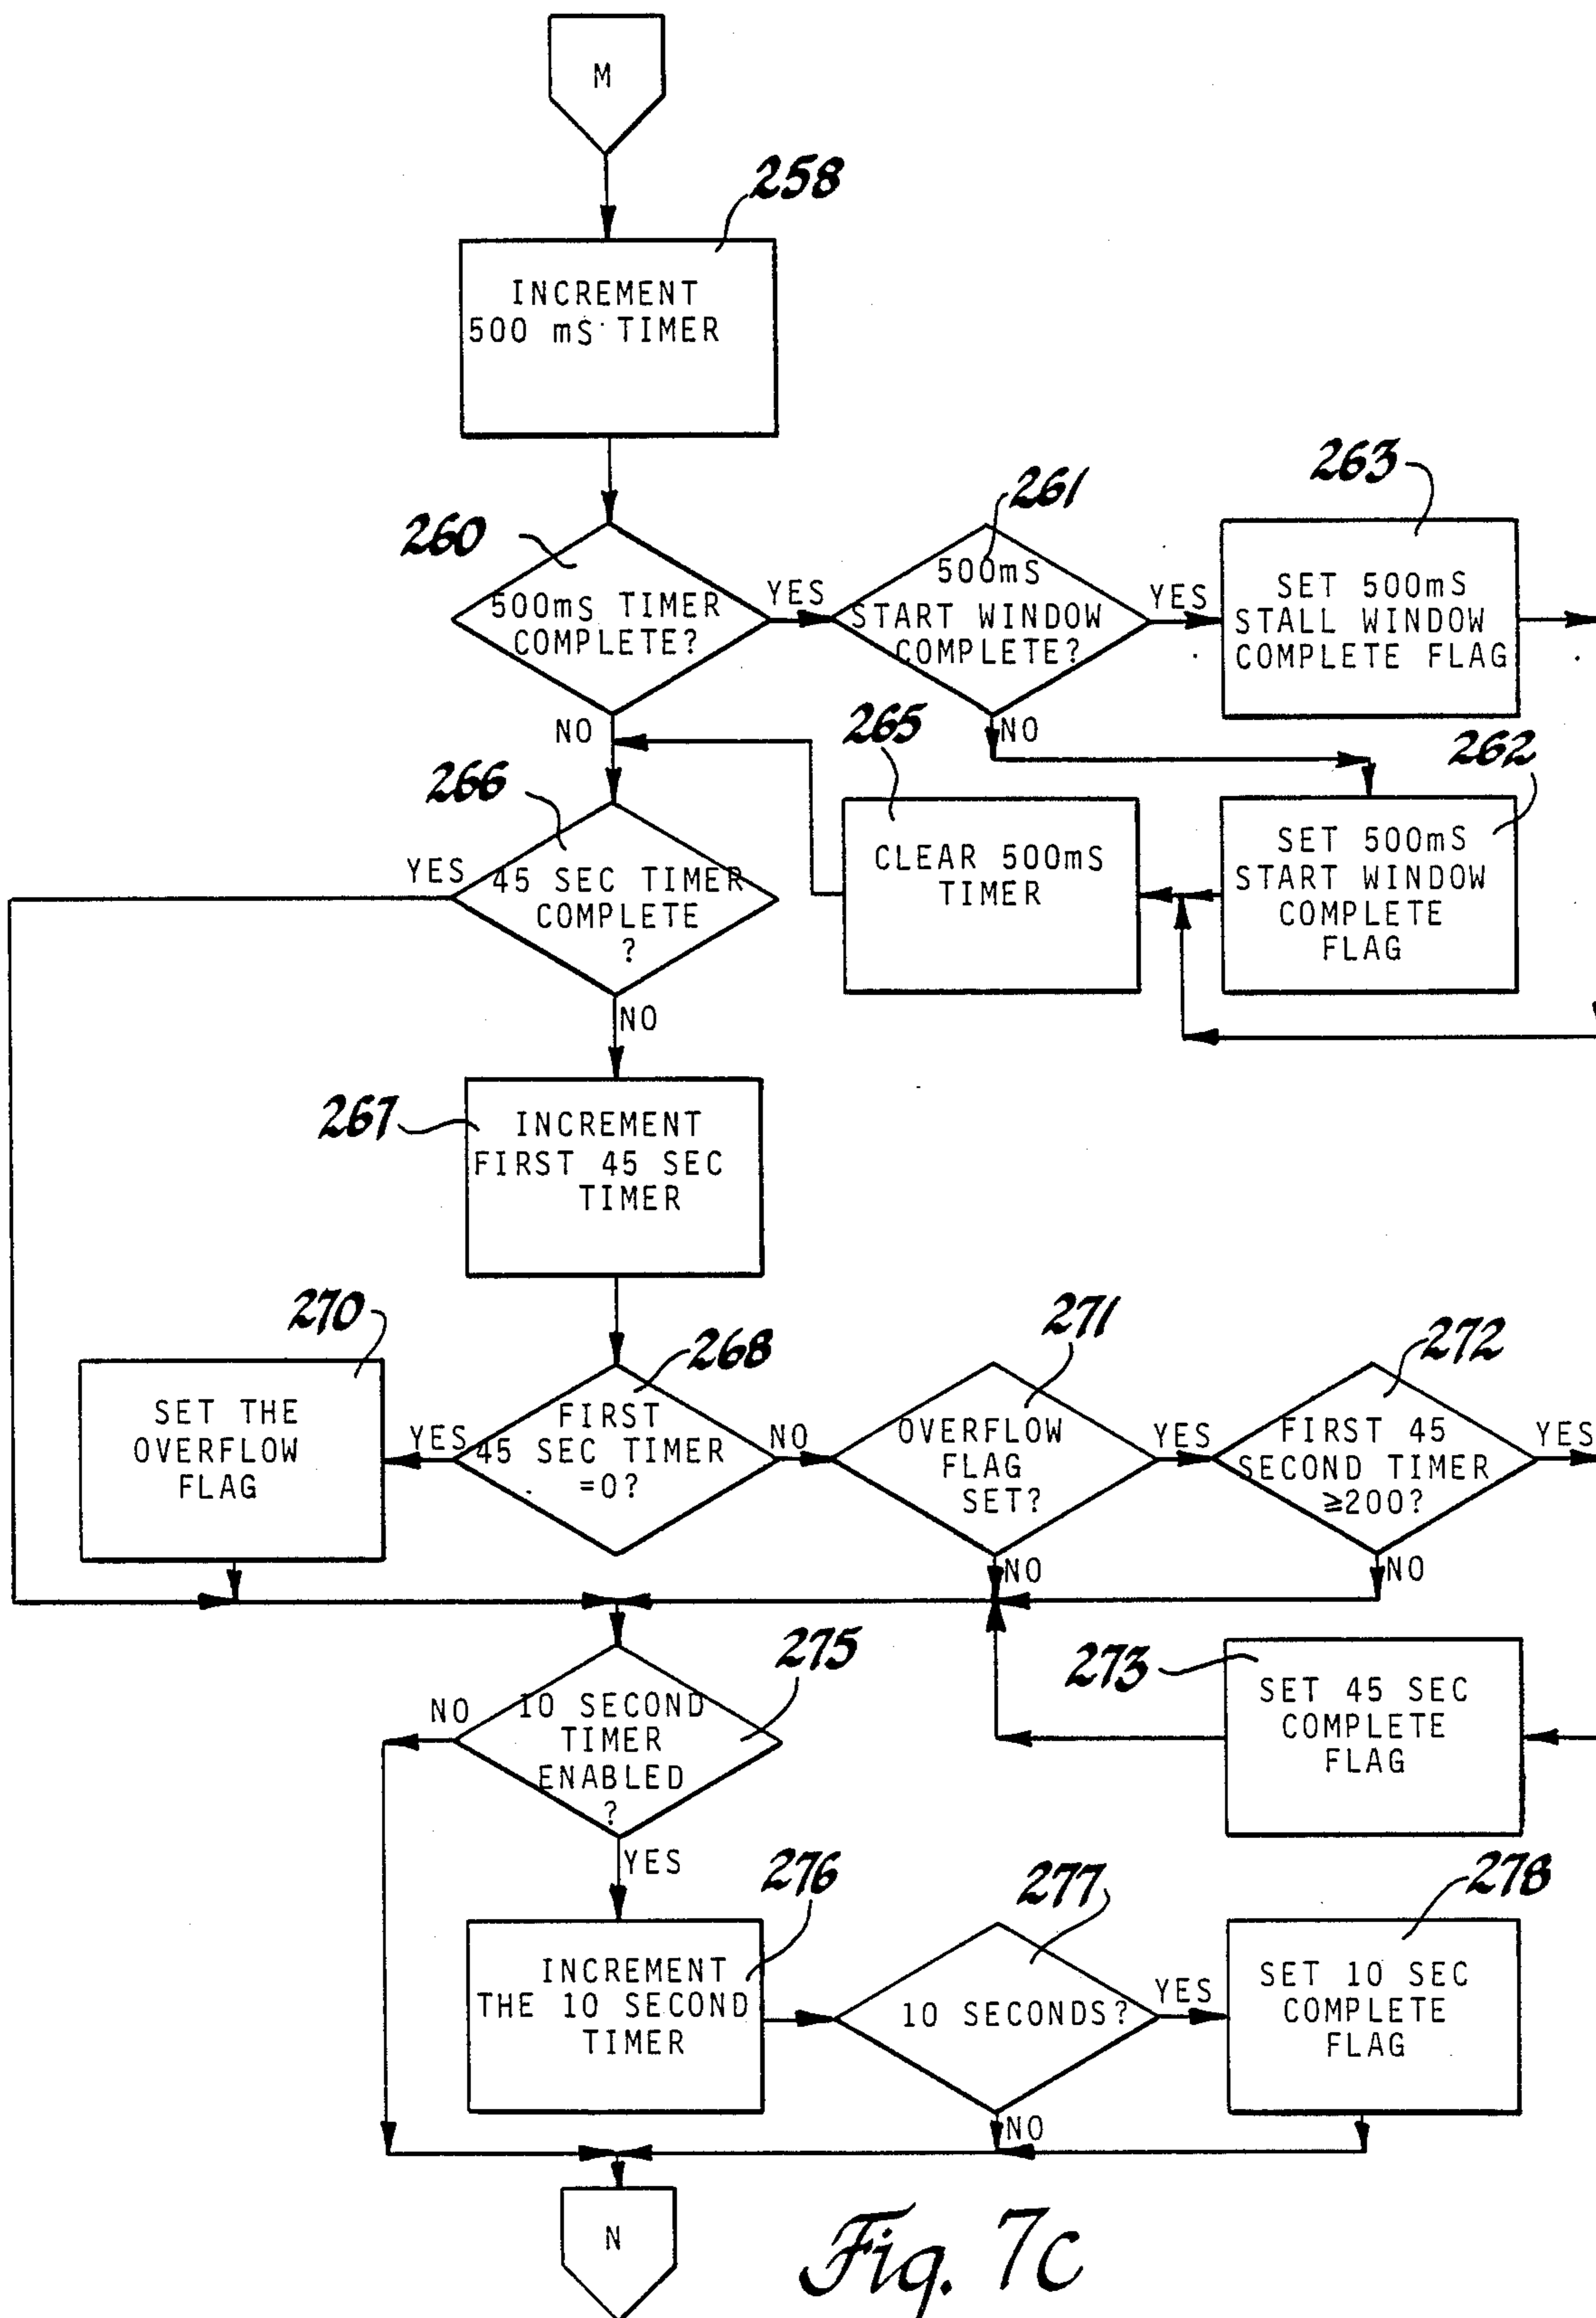 M
258
INCREMENT
500 mS TIMER
260
500mS TIMER
COMPLETE?
YES
NO
261
500mS
START WINDOW
COMPLETE?
YES
NO
263
SET 500mS
STALL WINDOW
COMPLETE FLAG
262
SET 500mS
START WINDOW
COMPLETE
FLAG
265
CLEAR 500mS
TIMER
266
YES
45 SEC TIMER
COMPLETE
?
NO
267
INCREMENT
FIRST 45 SEC
TIMER
270
SET THE
OVERFLOW
FLAG
268
YES
FIRST
45 SEC TIMER
=0?
NO
271
OVERFLOW
FLAG
SET?
YES
NO
272
FIRST 45
SECOND TIMER
≥200?
YES
NO
273
SET 45 SEC
COMPLETE
FLAG
275
NO
10 SECOND
TIMER
ENABLED
?
YES
276
INCREMENT
THE 10 SECOND
TIMER
277
10 SECONDS?
YES
NO
278
SET 10 SEC
COMPLETE
FLAG
N
Fig. 7c